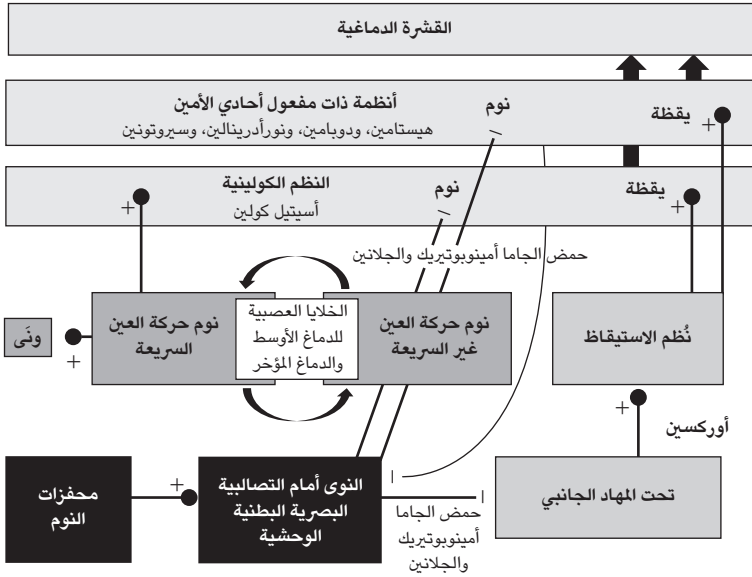 القشرة الدماغية
أنظمة ذات مفعول أحادي الأمين
هيستامين، ودوبامين، ونورأدرينالين، وسيروتونين
نوم
يقظة
+
النظم الكولينية
أسيتيل كولين
نوم
يقظة
+
+
حمض الجاما أمينوبوتيريك والجلانين
نُظم الاستيقاظ
نوم حركة العين
غير السريعة
الخلايا العصبية
للدماغ الأوسط
والدماغ المؤخر
نوم حركة العين
السريعة
ونَى
+
أوركسين
+
تحت المهاد الجانبي
حمض الجاما
أمينوبوتيريك
والجلانين
النوى أمام التصالبية
البصرية البطنية
الوحشية
+
محفزات
النوم